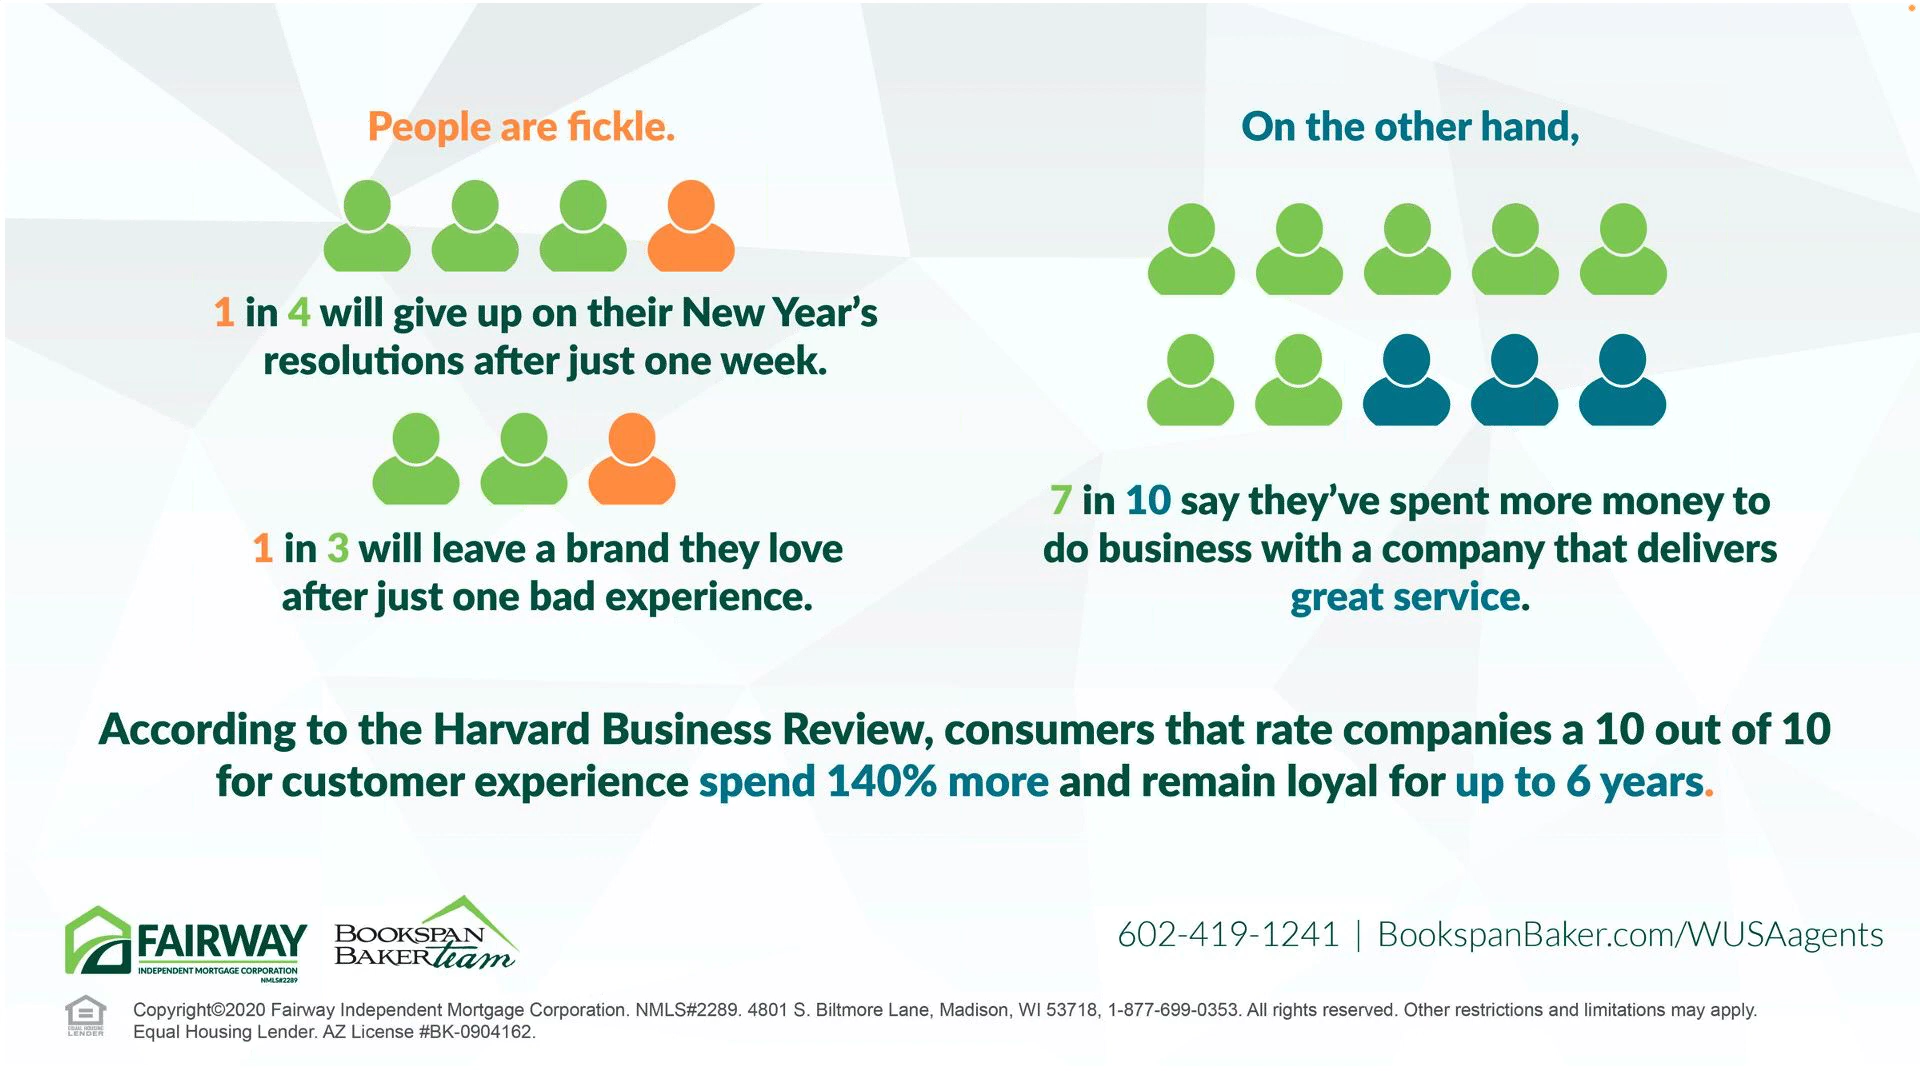 People are fickle.
1 in 4 will give up on their New Year's
resolutions after just one week.
1 in 3 will leave a brand they love
after just one bad experience.
On the other hand,
7 in 10 say they've spent more money to
do business with a company that delivers
great service.
According to the Harvard Business Review, consumers that rate companies a 10 out of 10
for customer experience spend 140% more and remain loyal for up to 6 years.
FAIRWAY
INDEPENDENT MORTGAGE CORPORATION
NMLS#2289
BOOKSPAN
BAKER team
602-419-1241 | BookspanBaker.com/WUSAagents
EQUAL HOUSING
LENDER
Copyright©2020 Fairway Independent Mortgage Corporation. NMLS#2289. 4801 S. Biltmore Lane, Madison, WI 53718, 1-877-699-0353. All rights reserved. Other restrictions and limitations may apply.
Equal Housing Lender. AZ License #BK-0904162.